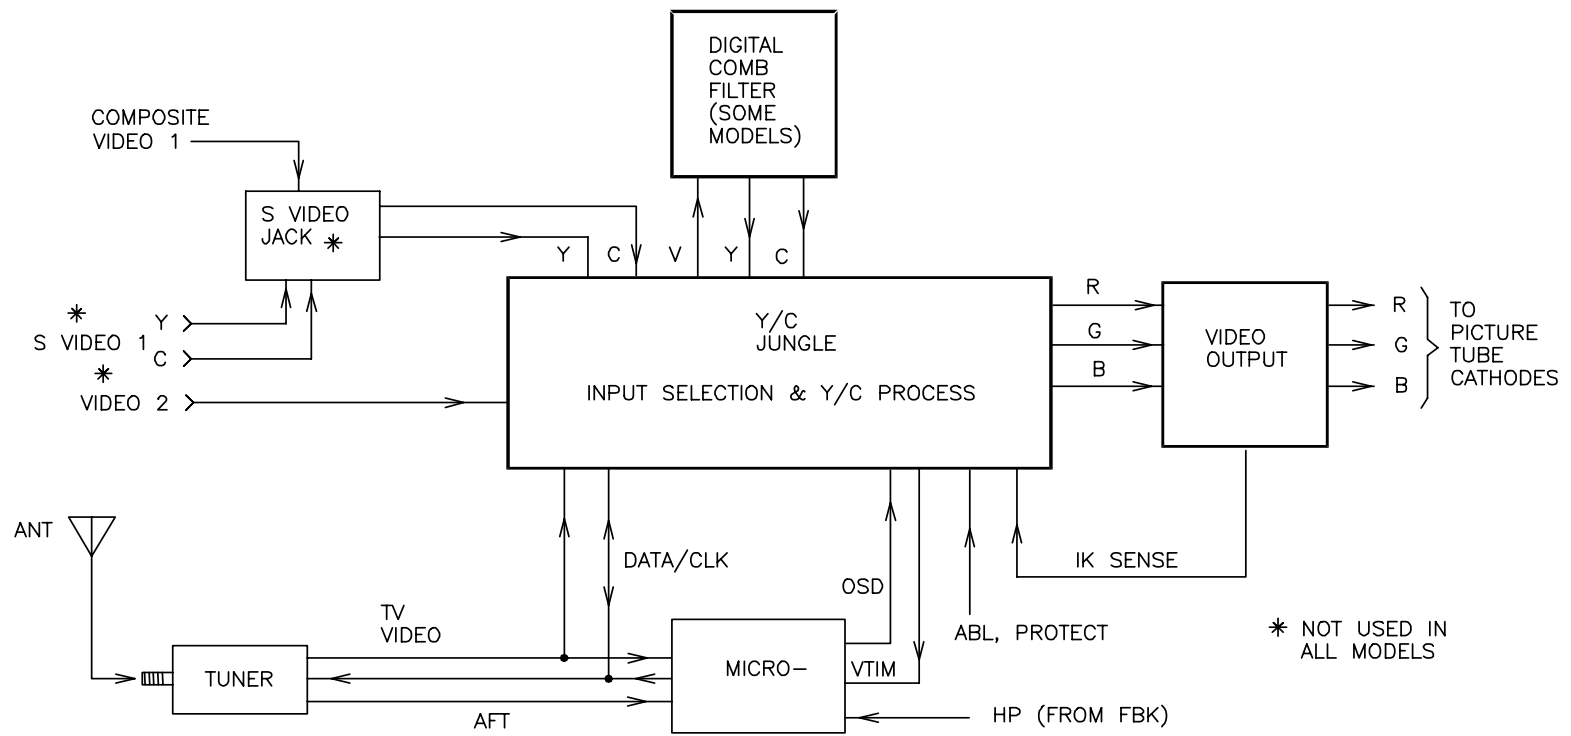 DIGITAL
COMB
FILTER
(SOME
MODELS)
COMPOSITE
VIDEO 1
S VIDEO
JACK *
Y C V Y C
*
S VIDEO 1
Y
C
*
VIDEO 2
Y/C
JUNGLE
INPUT SELECTION & Y/C PROCESS
R
G
B
VIDEO
OUTPUT
R
G
B
TO
PICTURE
TUBE
CATHODES
ANT
DATA/CLK
TV
VIDEO
TUNER
AFT
MICRO-
OSD
VTIM
IK SENSE
ABL, PROTECT
HP (FROM FBK)
* NOT USED IN
ALL MODELS